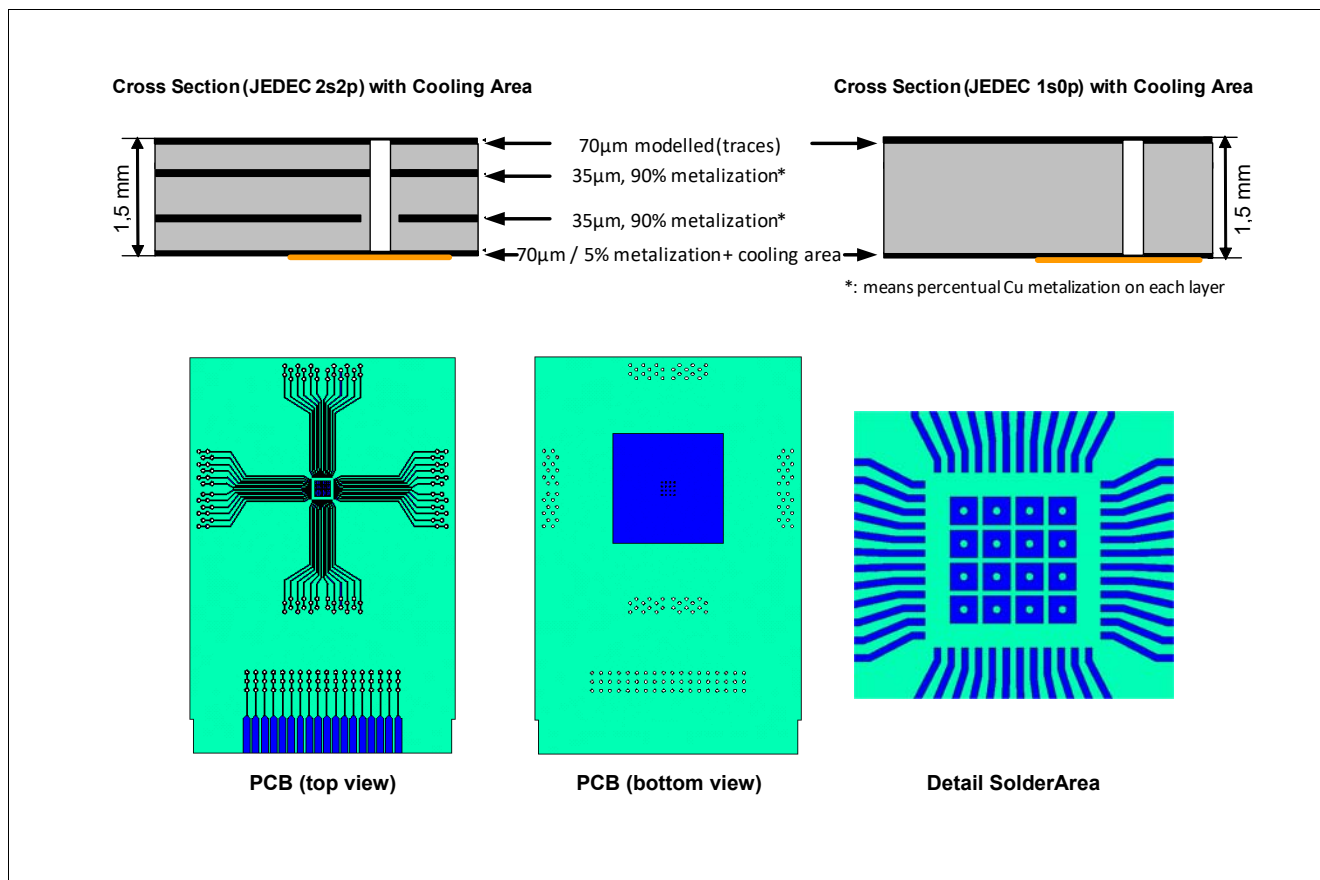 Cross Section (JEDEC 2s2p) with Cooling Area
Cross Section (JEDEC 1s0p) with Cooling Area
1,5 mm
70µm modelled (traces)
35µm, 90% metalization*
35µm, 90% metalization*
70µm / 5% metalization + cooling area
1,5 mm
*: means percentual Cu metalization on each layer
PCB (top view)
PCB (bottom view)
Detail SolderArea